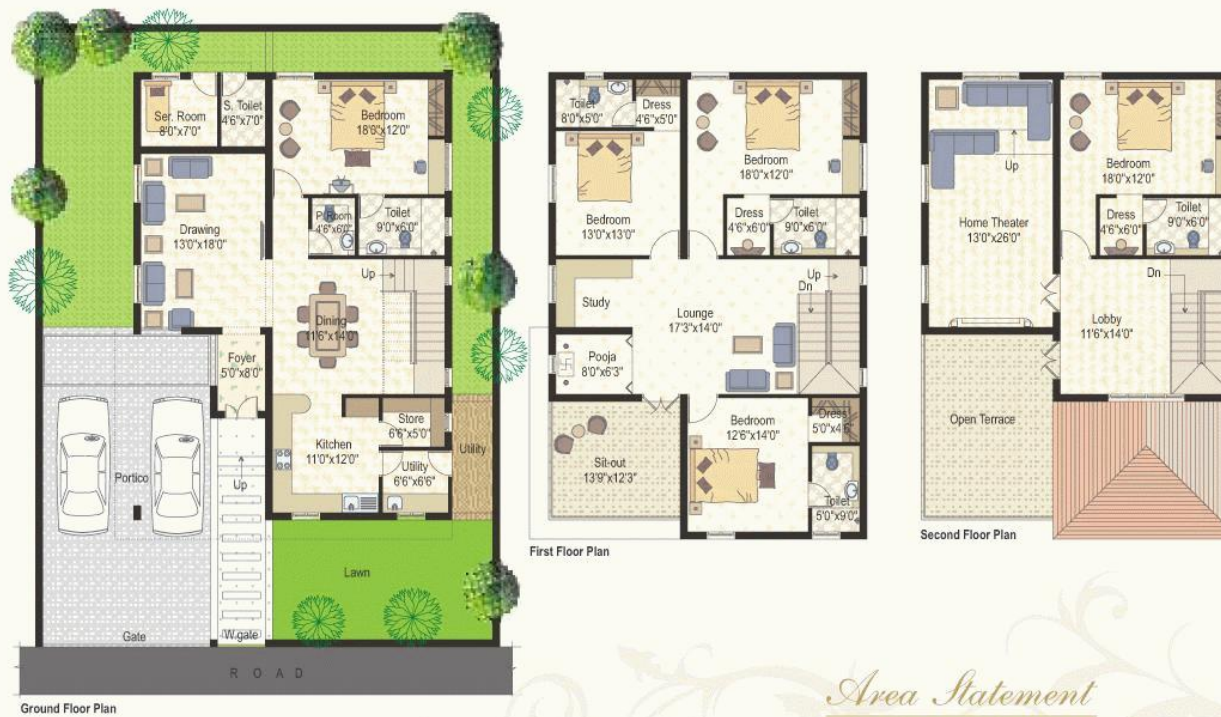 Ser. Room
8'0"x7'0"
S. Toilet
4'6"x7'0"
Bedroom
18'0"x12'0"
Drawing
13'0"x18'0"
P. Room
4'6"x6'0"
Toilet
9'0"x6'0"
Up
Dining
11'6"x14'0"
Foyer
5'0"x8'0"
Store
6'6"x5'0"
Kitchen
11'0"x12'0"
Utility
6'6"x6'6"
Utility
Portico
Up
Lawn
Gate
W.gate
ROAD
Ground Floor Plan
Toilet
8'0"x5'0"
Dress
4'6"x5'0"
Bedroom
18'0"x12'0"
Bedroom
13'0"x13'0"
Dress
4'6"x6'0"
Toilet
9'0"x6'0"
Up
Dn
Study
Lounge
17'3"x14'0"
Pooja
8'0"x6'3"
Bedroom
12'6"x14'0"
Dress
5'0"x4'6"
Sit-out
13'9"x12'3"
Toilet
5'0"x9'0"
First Floor Plan
Up
Bedroom
18'0"x12'0"
Home Theater
13'0"x26'0"
Dress
4'6"x6'0"
Toilet
9'0"x6'0"
Dn
Lobby
11'6"x14'0"
Open Terrace
Second Floor Plan
Area Statement